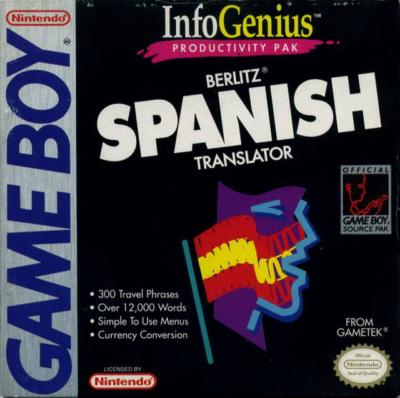 Nintendo®
GAME BOY®
InfoGenius™
PRODUCTIVITY PAK
BERLITZ®
SPANISH
TRANSLATOR
OFFICIAL
GAME BOY
SOURCE PAK
• 300 Travel Phrases
• Over 12,000 Words
• Simple To Use Menus
• Currency Conversion
FROM
GAMETEK®
LICENSED BY
Nintendo®
Official
Nintendo
Seal of Quality